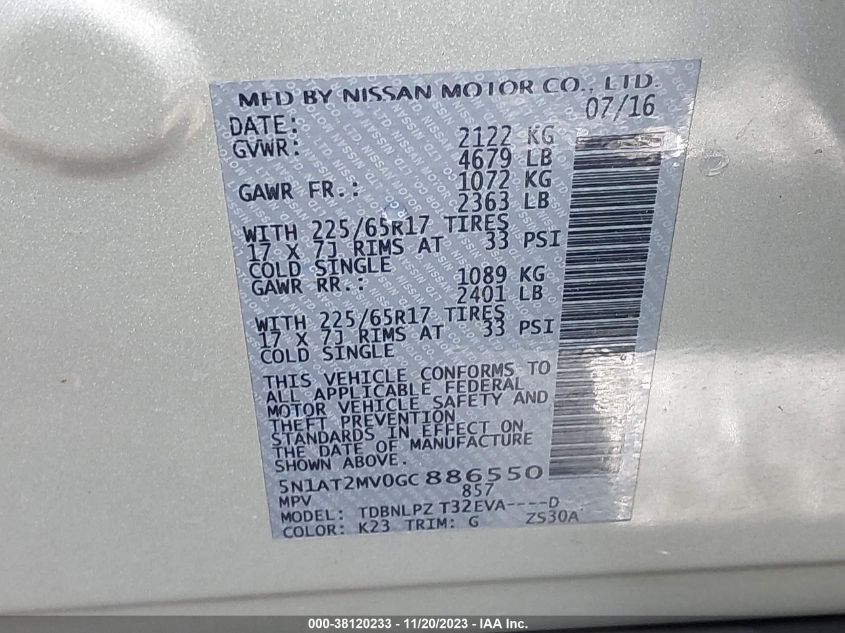 MFD BY NISSAN MOTOR CO., LTD.
DATE: 07/16
GVWR: 2122 KG
4679 LB
GAWR FR.: 1072 KG
2363 LB
WITH 225/65R17 TIRES
17 X 7J RIMS AT 33 PSI
COLD SINGLE
GAWR RR.: 1089 KG
2401 LB
WITH 225/65R17 TIRES
17 X 7J RIMS AT 33 PSI
COLD SINGLE
THIS VEHICLE CONFORMS TO
ALL APPLICABLE FEDERAL
MOTOR VEHICLE SAFETY AND
THEFT PREVENTION
STANDARDS IN EFFECT ON
THE DATE OF MANUFACTURE
SHOWN ABOVE.
5N1AT2MV0GC886550
MPV 857
MODEL: TDBNLPZ T32EVA----D
COLOR: K23 TRIM: G ZS30A
000-38120233 - 11/20/2023 - IAA Inc.